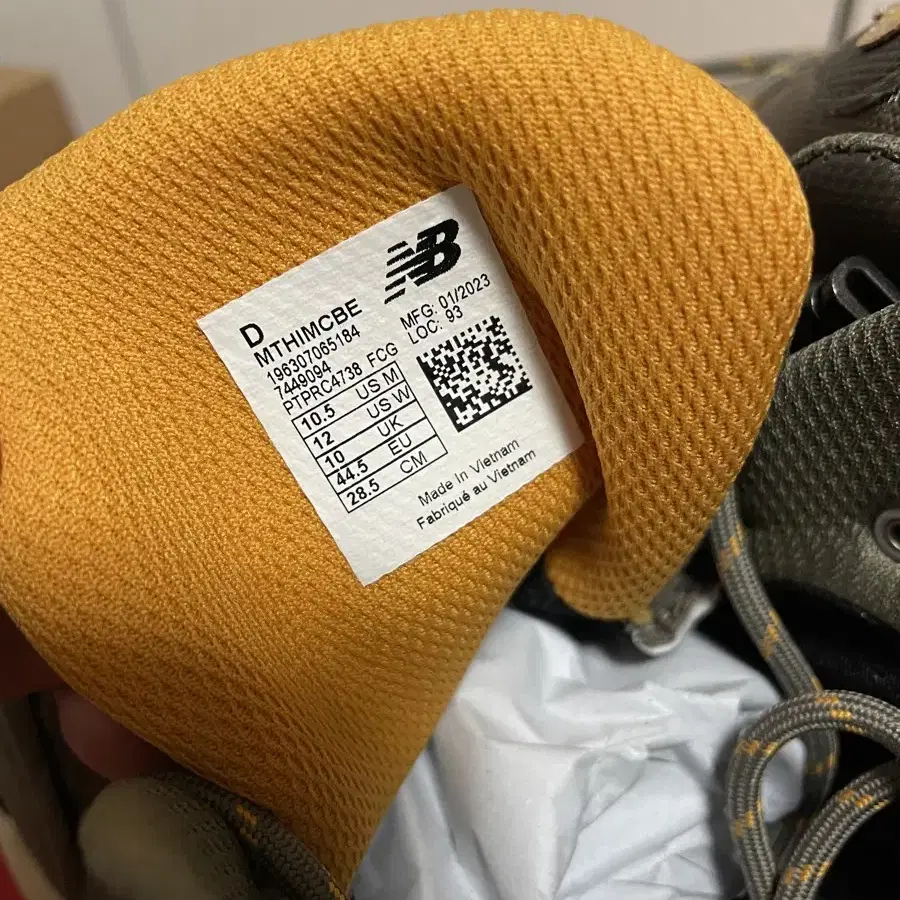 NB
D
MTHIMCBE
196307065184
7449094
PTPRC4738 FCG
MFG: 01/2023
LOC: 93
10.5 US M
12 US W
10 UK
44.5 EU
28.5 CM
Made In Vietnam
Fabriqué au Vietnam